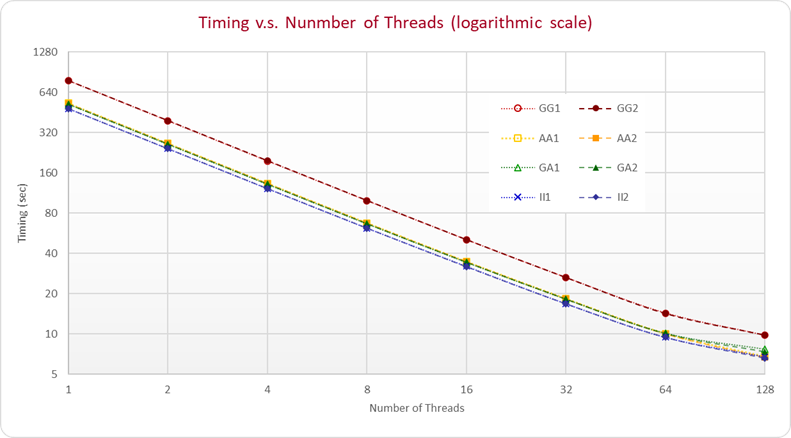 Timing v.s. Nunmber of Threads (logarithmic scale)
1280
640
320
160
80
40
20
10
5
Timing (sec)
GG1 GG2
AA1 AA2
GA1 GA2
II1 II2
1 2 4 8 16 32 64 128
Number of Threads